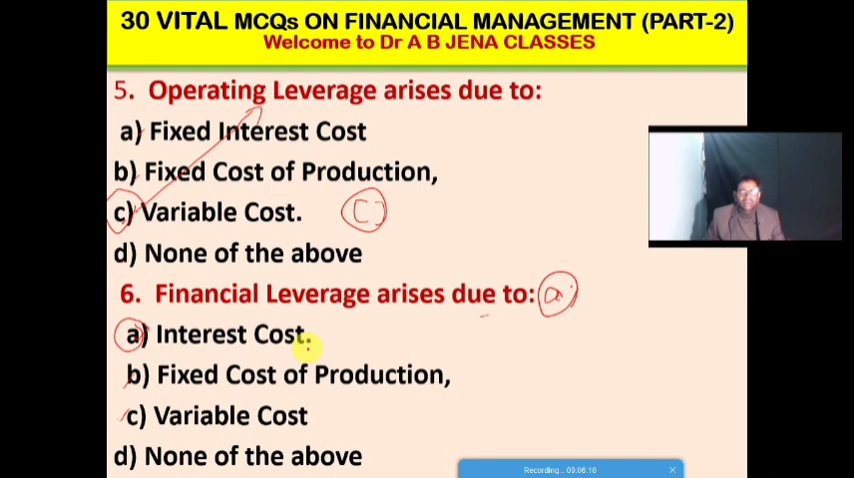 30 VITAL MCQs ON FINANCIAL MANAGEMENT (PART-2)
Welcome to Dr A B JENA CLASSES
5. Operating Leverage arises due to:
a) Fixed Interest Cost
b) Fixed Cost of Production,
c) Variable Cost. C
d) None of the above
6. Financial Leverage arises due to: a
a) Interest Cost.
b) Fixed Cost of Production,
c) Variable Cost
d) None of the above
Recording... 00:06:10